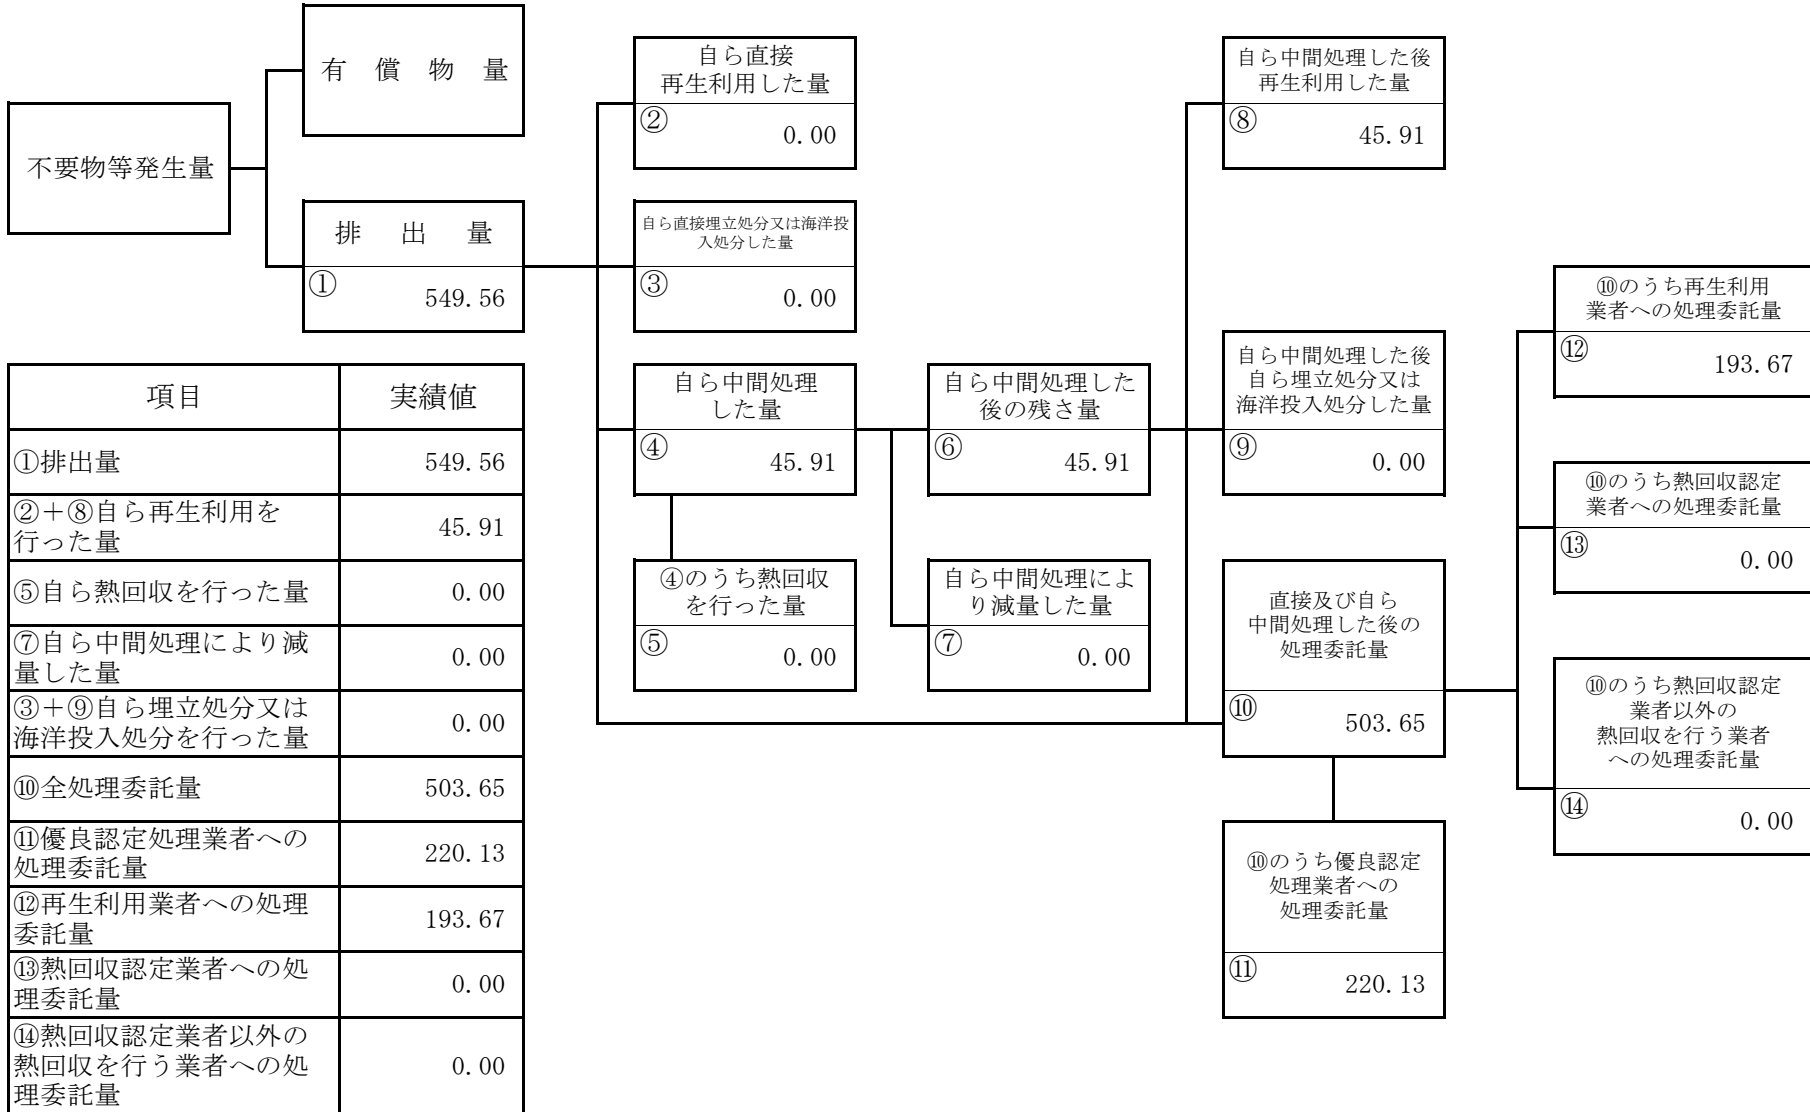 有償物量
不要物等発生量
排出量
①
549.56
自ら直接
再生利用した量
②
0.00
自ら直接埋立処分又は海洋投
入処分した量
③
0.00
自ら中間処理
した量
④
45.91
④のうち熱回収
を行った量
⑤
0.00
自ら中間処理した
後の残さ量
⑥
45.91
自ら中間処理によ
り減量した量
⑦
0.00
自ら中間処理した後
再生利用した量
⑧
45.91
自ら中間処理した後
自ら埋立処分又は
海洋投入処分した量
⑨
0.00
直接及び自ら
中間処理した後の
処理委託量
⑩
503.65
⑩のうち優良認定
処理業者への
処理委託量
⑪
220.13
⑩のうち再生利用
業者への処理委託量
⑫
193.67
⑩のうち熱回収認定
業者への処理委託量
⑬
0.00
⑩のうち熱回収認定
業者以外の
熱回収を行う業者
への処理委託量
⑭
0.00
項目 実績値
①排出量 549.56
②＋⑧自ら再生利用を
行った量 45.91
⑤自ら熱回収を行った量 0.00
⑦自ら中間処理により減
量した量 0.00
③＋⑨自ら埋立処分又は
海洋投入処分を行った量 0.00
⑩全処理委託量 503.65
⑪優良認定処理業者への
処理委託量 220.13
⑫再生利用業者への処理
委託量 193.67
⑬熱回収認定業者への処
理委託量 0.00
⑭熱回収認定業者以外の
熱回収を行う業者への処
理委託量 0.00